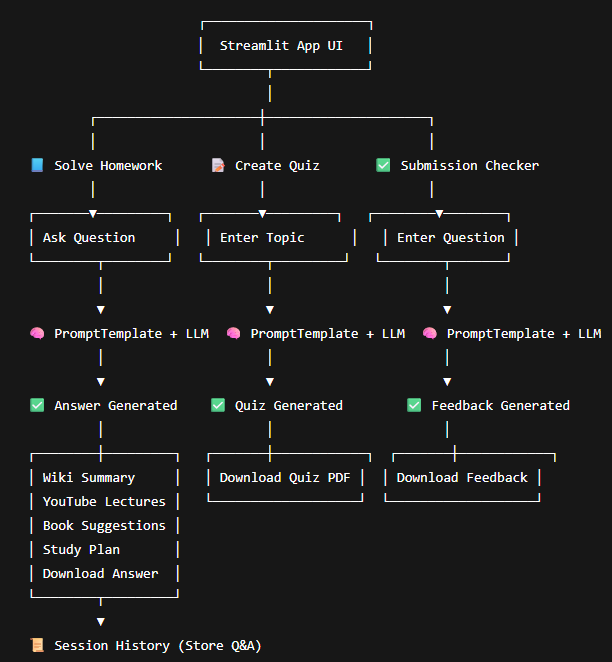 Streamlit App UI
📘 Solve Homework 📝 Create Quiz ✅ Submission Checker
Ask Question Enter Topic Enter Question
🧠 PromptTemplate + LLM 🧠 PromptTemplate + LLM 🧠 PromptTemplate + LLM
✅ Answer Generated ✅ Quiz Generated ✅ Feedback Generated
Wiki Summary Download Quiz PDF Download Feedback
YouTube Lectures
Book Suggestions
Study Plan
Download Answer
📜 Session History (Store Q&A)